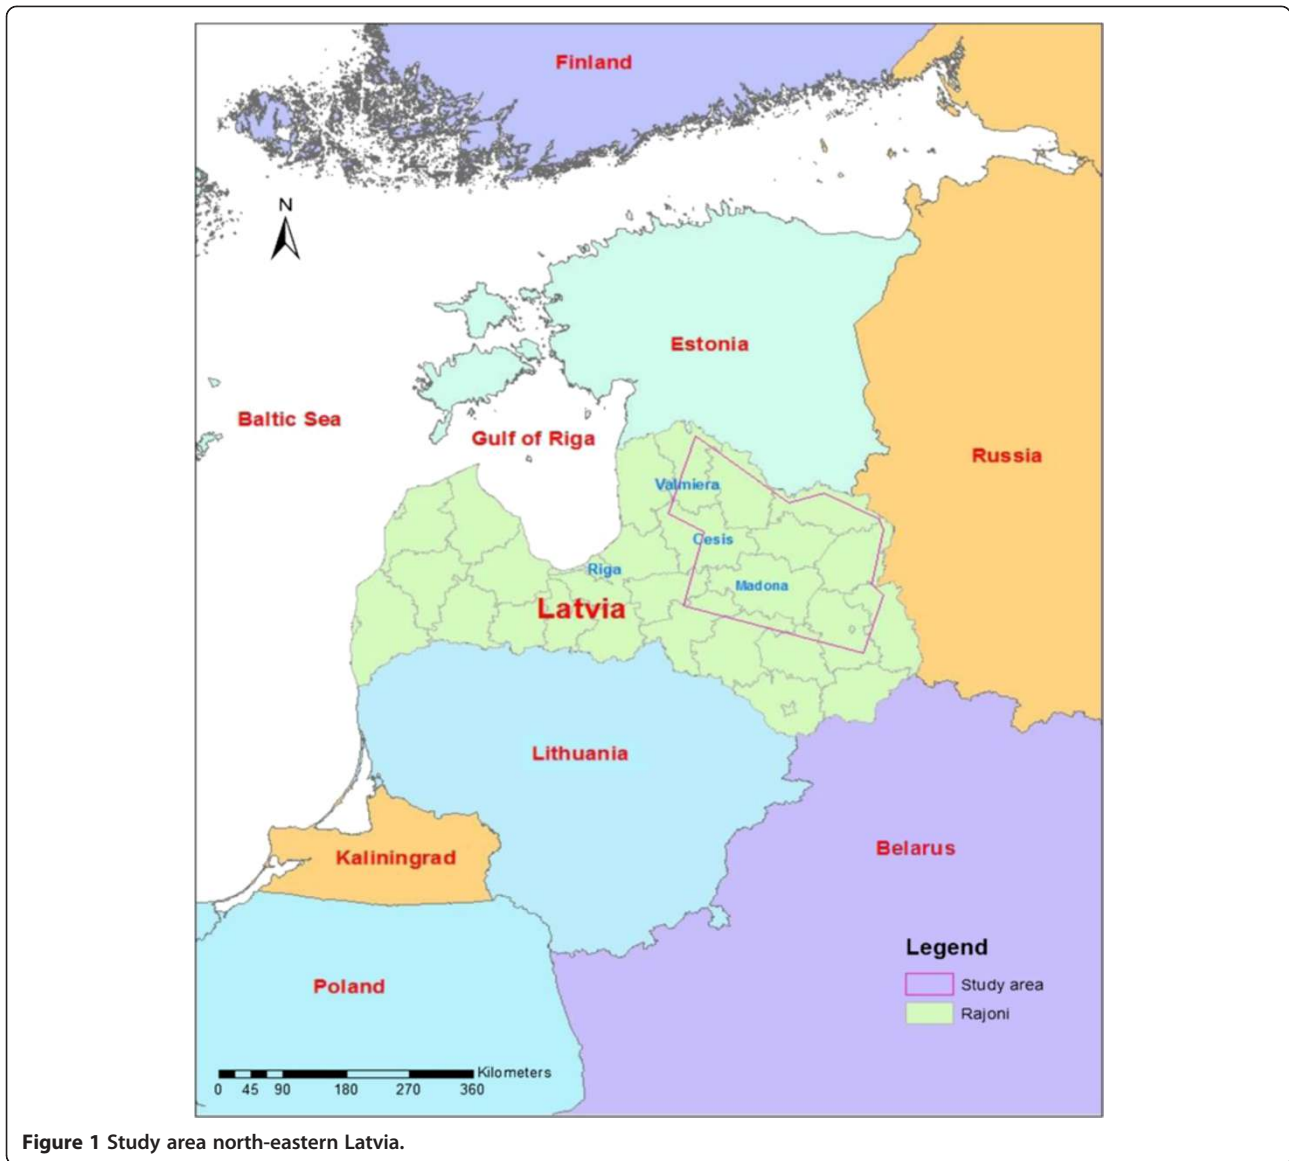 Finland
N
Estonia
Baltic Sea
Gulf of Riga
Russia
Valmiera
Cesis
Riga
Madona
Latvia
Lithuania
Kaliningrad
Belarus
Legend
Poland
Study area
Rajoni
Kilometers
0 45 90 180 270 360
Figure 1 Study area north-eastern Latvia.